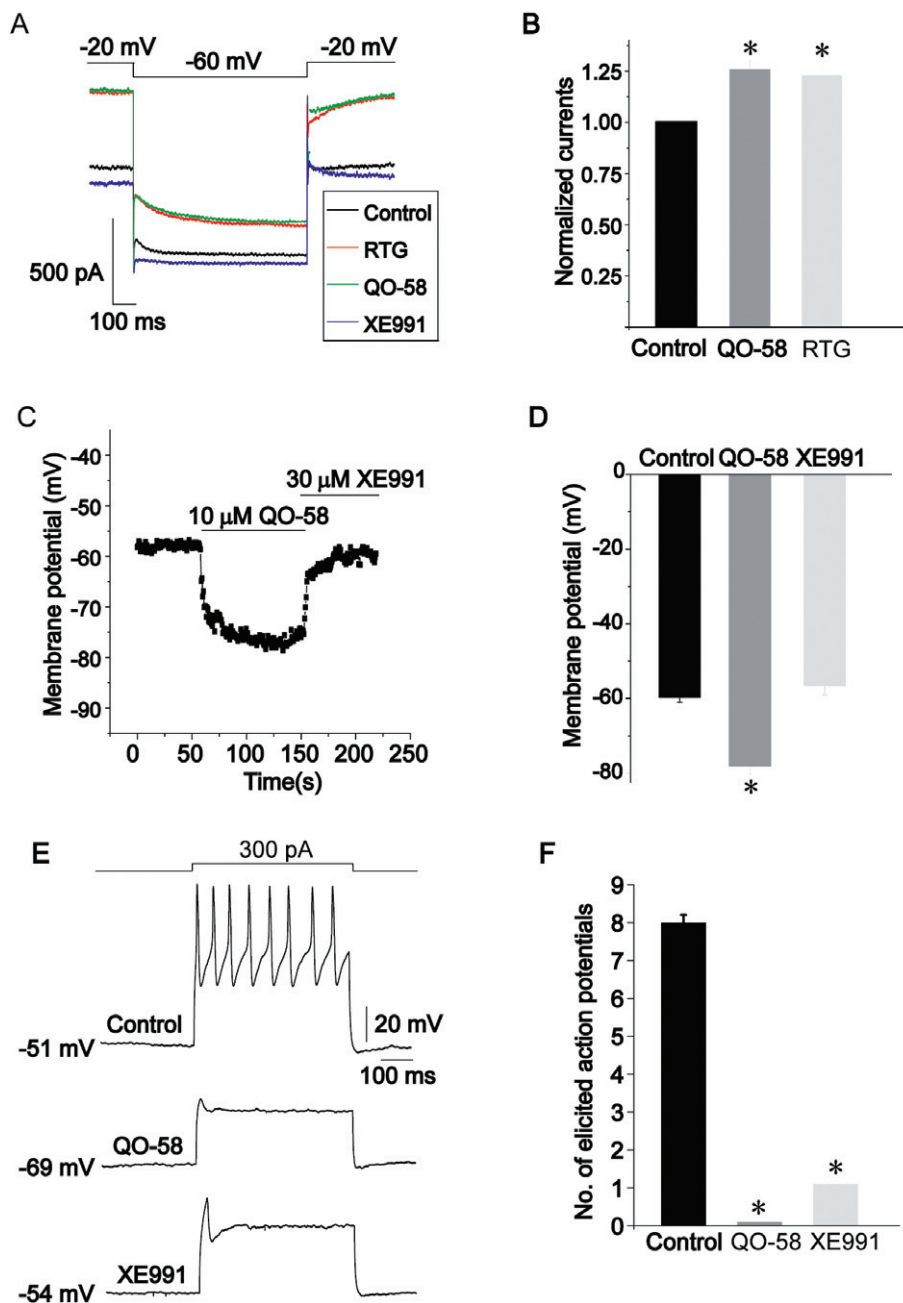 A
-20 mV
-60 mV
-20 mV
500 pA
100 ms
Control
RTG
QO-58
XE991
B
Normalized currents
1.25
1.00
0.75
0.50
0.25
*
*
Control QO-58 RTG
C
Membrane potential (mV)
-40
-50
-60
-70
-80
-90
30 μM XE991
10 μM QO-58
0 50 100 150 200 250
Time(s)
D
Control QO-58 XE991
Membrane potential (mV)
0
-20
-40
-60
-80
*
E
300 pA
Control
-51 mV
20 mV
100 ms
QO-58
-69 mV
XE991
-54 mV
F
No. of elicited action potentials
9
8
7
6
5
4
3
2
1
0
*
*
Control QO-58 XE991